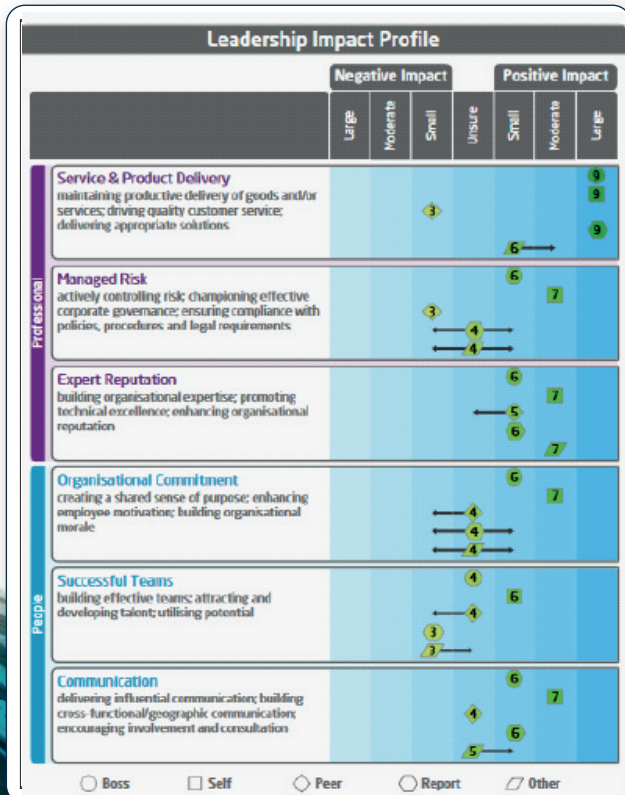 Leadership Impact Profile
Negative Impact
Positive Impact
Large
Moderate
Small
Unsure
Small
Moderate
Large
Professional
Service & Product Delivery
maintaining productive delivery of goods and/or
services; driving quality customer service;
delivering appropriate solutions
9
9
3
9
6
Managed Risk
actively controlling risk; championing effective
corporate governance; ensuring compliance with
policies, procedures and legal requirements
6
7
3
4
4
Expert Reputation
building organisational expertise; promoting
technical excellence; enhancing organisational
reputation
6
7
5
6
7
People
Organisational Commitment
creating a shared sense of purpose; enhancing
employee motivation; building organisational
morale
6
7
4
4
4
Successful Teams
building effective teams; attracting and
developing talent; utilising potential
4
6
4
3
3
Communication
delivering influential communication; building
cross-functional/geographic communication;
encouraging involvement and consultation
6
7
4
6
5
Boss
Self
Peer
Report
Other